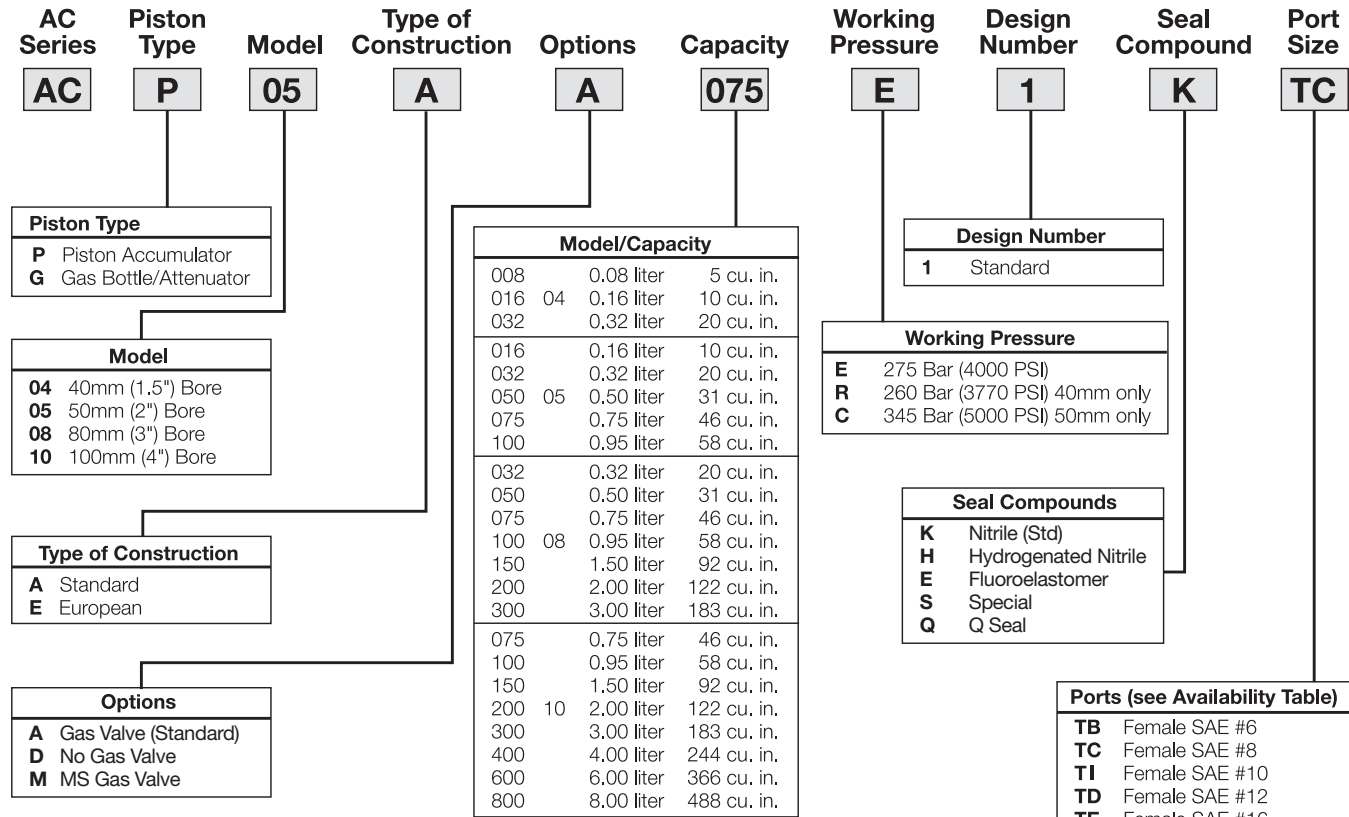 AC Series
Piston Type
Model
Type of Construction
Options
Capacity
Working Pressure
Design Number
Seal Compound
Port Size
AC P 05 A A 075 E 1 K TC
Piston Type
P Piston Accumulator
G Gas Bottle/Attenuator
Model
04 40mm (1.5") Bore
05 50mm (2") Bore
08 80mm (3") Bore
10 100mm (4") Bore
Type of Construction
A Standard
E European
Options
A Gas Valve (Standard)
D No Gas Valve
M MS Gas Valve
Model/Capacity
008 0.08 liter 5 cu. in.
016 04 0.16 liter 10 cu. in.
032 0.32 liter 20 cu. in.
016 0.16 liter 10 cu. in.
032 0.32 liter 20 cu. in.
050 05 0.50 liter 31 cu. in.
075 0.75 liter 46 cu. in.
100 0.95 liter 58 cu. in.
032 0.32 liter 20 cu. in.
050 0.50 liter 31 cu. in.
075 0.75 liter 46 cu. in.
100 08 0.95 liter 58 cu. in.
150 1.50 liter 92 cu. in.
200 2.00 liter 122 cu. in.
300 3.00 liter 183 cu. in.
075 0.75 liter 46 cu. in.
100 0.95 liter 58 cu. in.
150 1.50 liter 92 cu. in.
200 10 2.00 liter 122 cu. in.
300 3.00 liter 183 cu. in.
400 4.00 liter 244 cu. in.
600 6.00 liter 366 cu. in.
800 8.00 liter 488 cu. in.
Design Number
1 Standard
Working Pressure
E 275 Bar (4000 PSI)
R 260 Bar (3770 PSI) 40mm only
C 345 Bar (5000 PSI) 50mm only
Seal Compounds
K Nitrile (Std)
H Hydrogenated Nitrile
E Fluoroelastomer
S Special
Q Q Seal
Ports (see Availability Table)
TB Female SAE #6
TC Female SAE #8
TI Female SAE #10
TD Female SAE #12
Female SAE